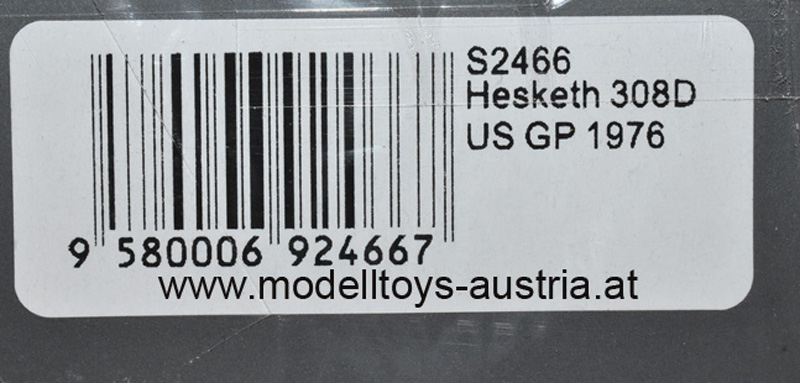 S2466
Hesketh 308D
US GP 1976
9 580006 924667
www.modelltoys-austria.at